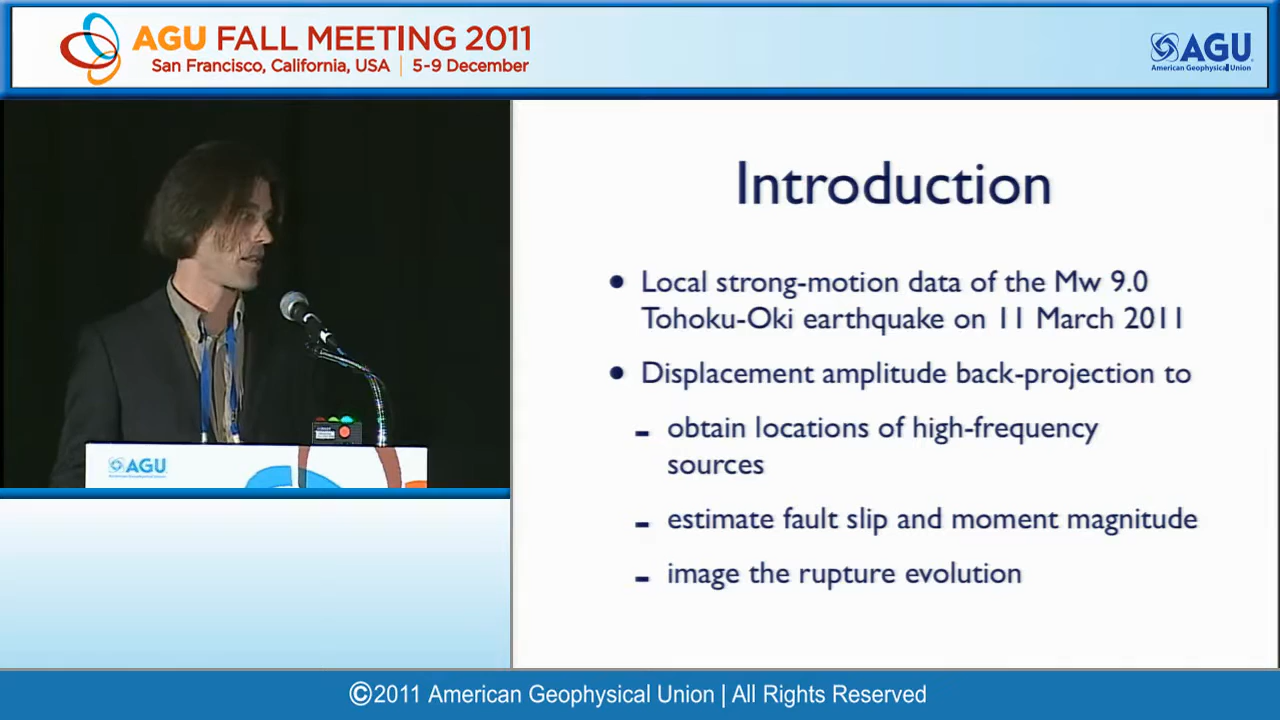 AGU FALL MEETING 2011
San Francisco, California, USA | 5-9 December
AGU
American Geophysical Union
Introduction
• Local strong-motion data of the Mw 9.0
Tohoku-Oki earthquake on 11 March 2011
• Displacement amplitude back-projection to
- obtain locations of high-frequency
sources
- estimate fault slip and moment magnitude
- image the rupture evolution
AGU
©2011 American Geophysical Union | All Rights Reserved